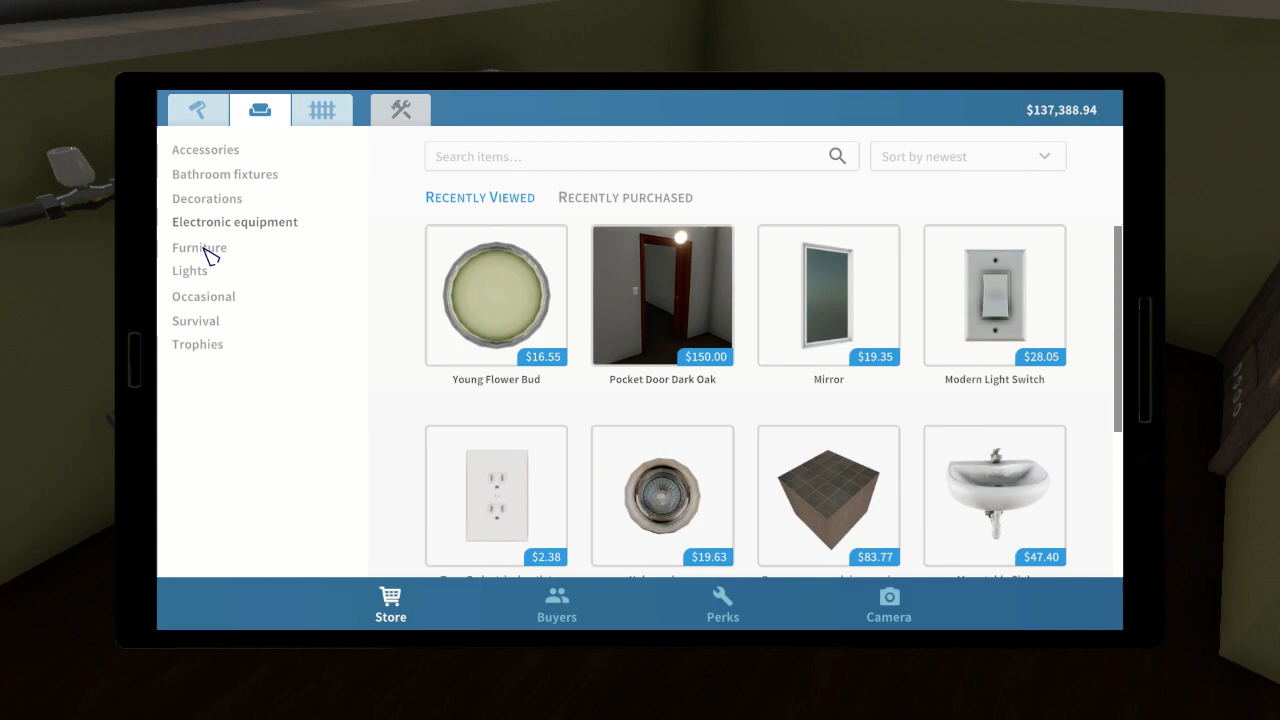 $137,388.94
Accessories
Bathroom fixtures
Decorations
Electronic equipment
Furniture
Lights
Occasional
Survival
Trophies
Search items...
Sort by newest
RECENTLY VIEWED
RECENTLY PURCHASED
$16.55
$150.00
$19.35
$28.05
Young Flower Bud
Pocket Door Dark Oak
Mirror
Modern Light Switch
$2.38
$19.63
$83.77
$47.40
Store
Buyers
Perks
Camera